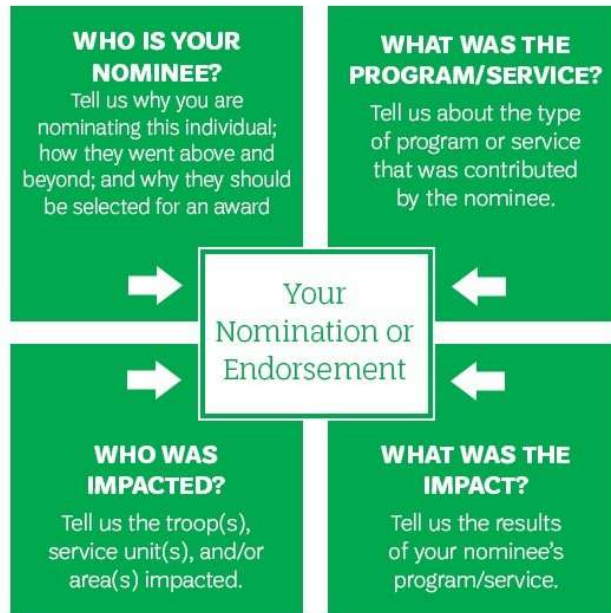 WHO IS YOUR
NOMINEE?
Tell us why you are
nominating this individual;
how they went above and
beyond; and why they should
be selected for an award
WHAT WAS THE
PROGRAM/SERVICE?
Tell us about the type
of program or service
that was contributed
by the nominee.
Your
Nomination or
Endorsement
WHO WAS
IMPACTED?
Tell us the troop(s),
service unit(s), and/or
area(s) impacted.
WHAT WAS THE
IMPACT?
Tell us the results
of your nominee's
program/service.